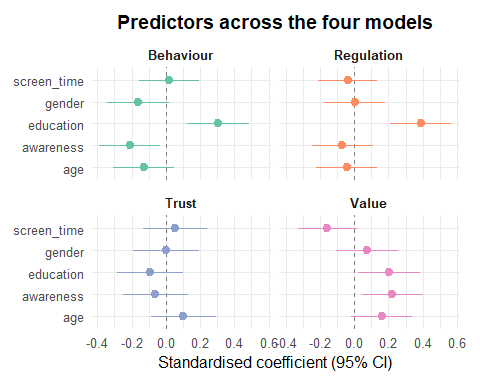 Predictors across the four models
Behaviour Regulation
screen_time
gender
education
awareness
age
Trust Value
screen_time
gender
education
awareness
age
-0.4 -0.2 0.0 0.2 0.4 0.6 -0.4 -0.2 0.0 0.2 0.4 0.6
Standardised coefficient (95% CI)